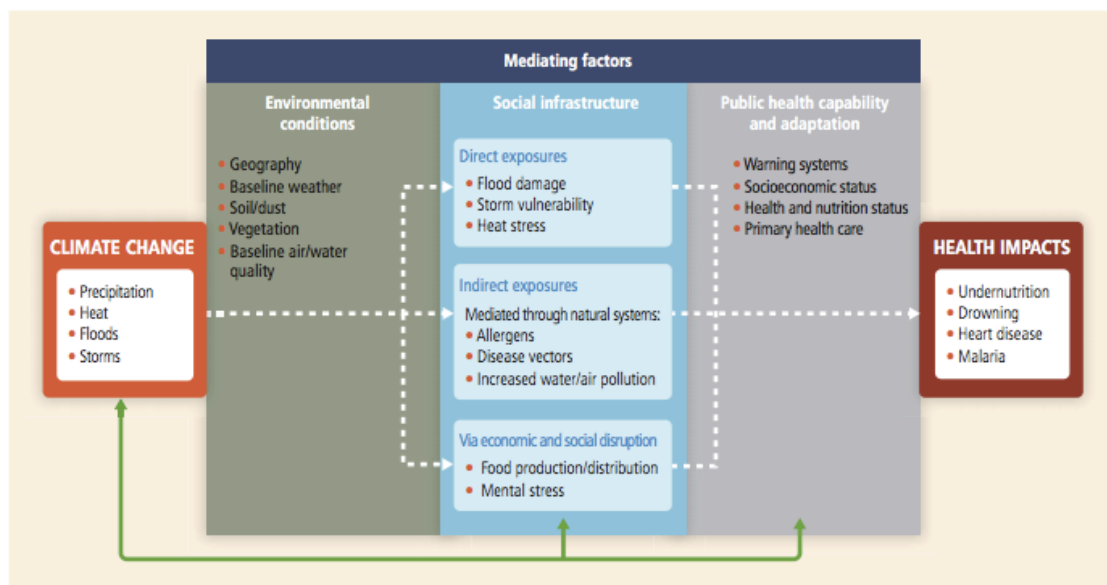 Mediating factors
Environmental
conditions
• Geography
• Baseline weather
• Soil/dust
• Vegetation
• Baseline air/water
quality
Social infrastructure
Direct exposures
• Flood damage
• Storm vulnerability
• Heat stress
Indirect exposures
Mediated through natural systems:
• Allergens
• Disease vectors
• Increased water/air pollution
Via economic and social disruption
• Food production/distribution
• Mental stress
Public health capability
and adaptation
• Warning systems
• Socioeconomic status
• Health and nutrition status
• Primary health care
CLIMATE CHANGE
• Precipitation
• Heat
• Floods
• Storms
HEALTH IMPACTS
• Undernutrition
• Drowning
• Heart disease
• Malaria